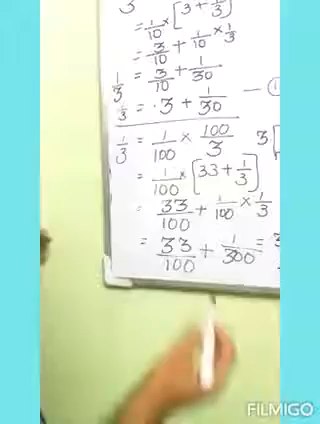 3
= 1/10 × [3 + 1/3]
= 3/10 + 1/10 × 1/3
1/3 = 3/10 + 1/30
1/3 = .3 + 1/30 — 1
1/3 = 1/100 × 100/3 3
= 1/100 × [33 + 1/3]
= 33/100 + 1/100 × 1/3
= 33/100 + 1/300 =
FILMIGO